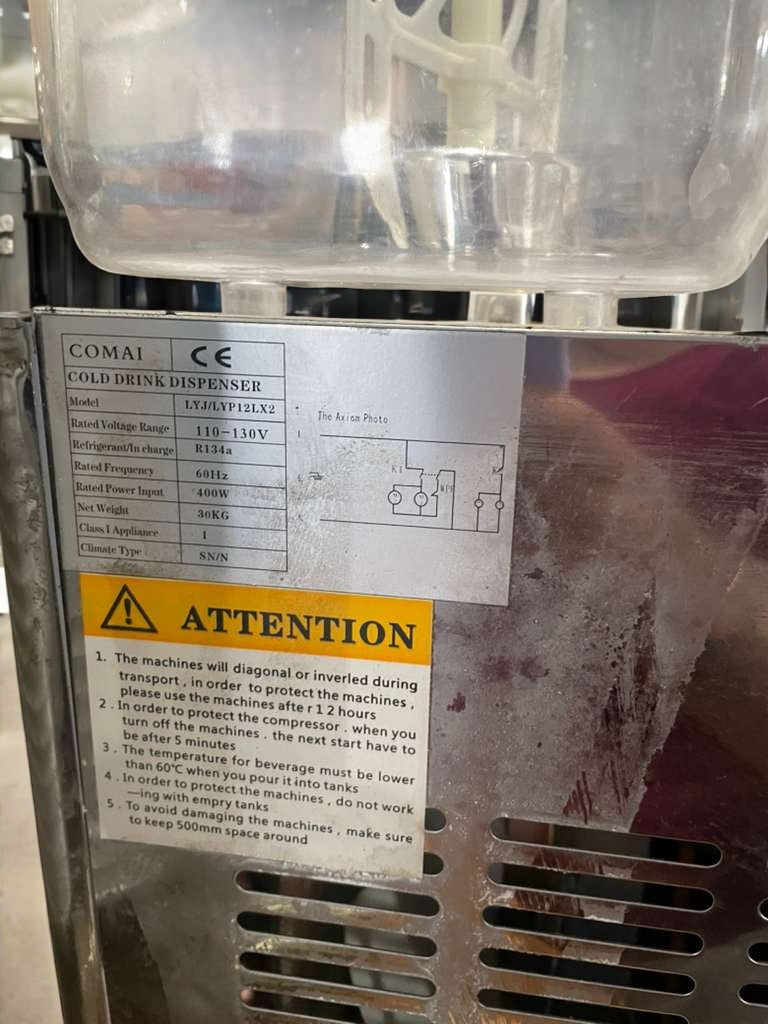 COMAI CE
COLD DRINK DISPENSER
Model LYJ/LYP12LX2
Rated Voltage Range 110-130V
Refrigerant/In charge R134a
Rated Frequency 60Hz
Rated Power Input 400W
Net Weight 30KG
Class I Appliance I
Climate Type SN/N
The Axian Photo
K1
ATTENTION
1. The machines will diagonal or inverled during
transport , in order to protect the machines ,
please use the machines afte r 1 2 hours
2 . In order to protect the compressor , when you
turn off the machines , the next start have to
be after 5 minutes
3 . The temperature for beverage must be lower
than 60℃ when you pour it into tanks
4 . In order to protect the machines , do not work
—ing with empry tanks
5 . To avoid damaging the machines , make sure
to keep 500mm space around